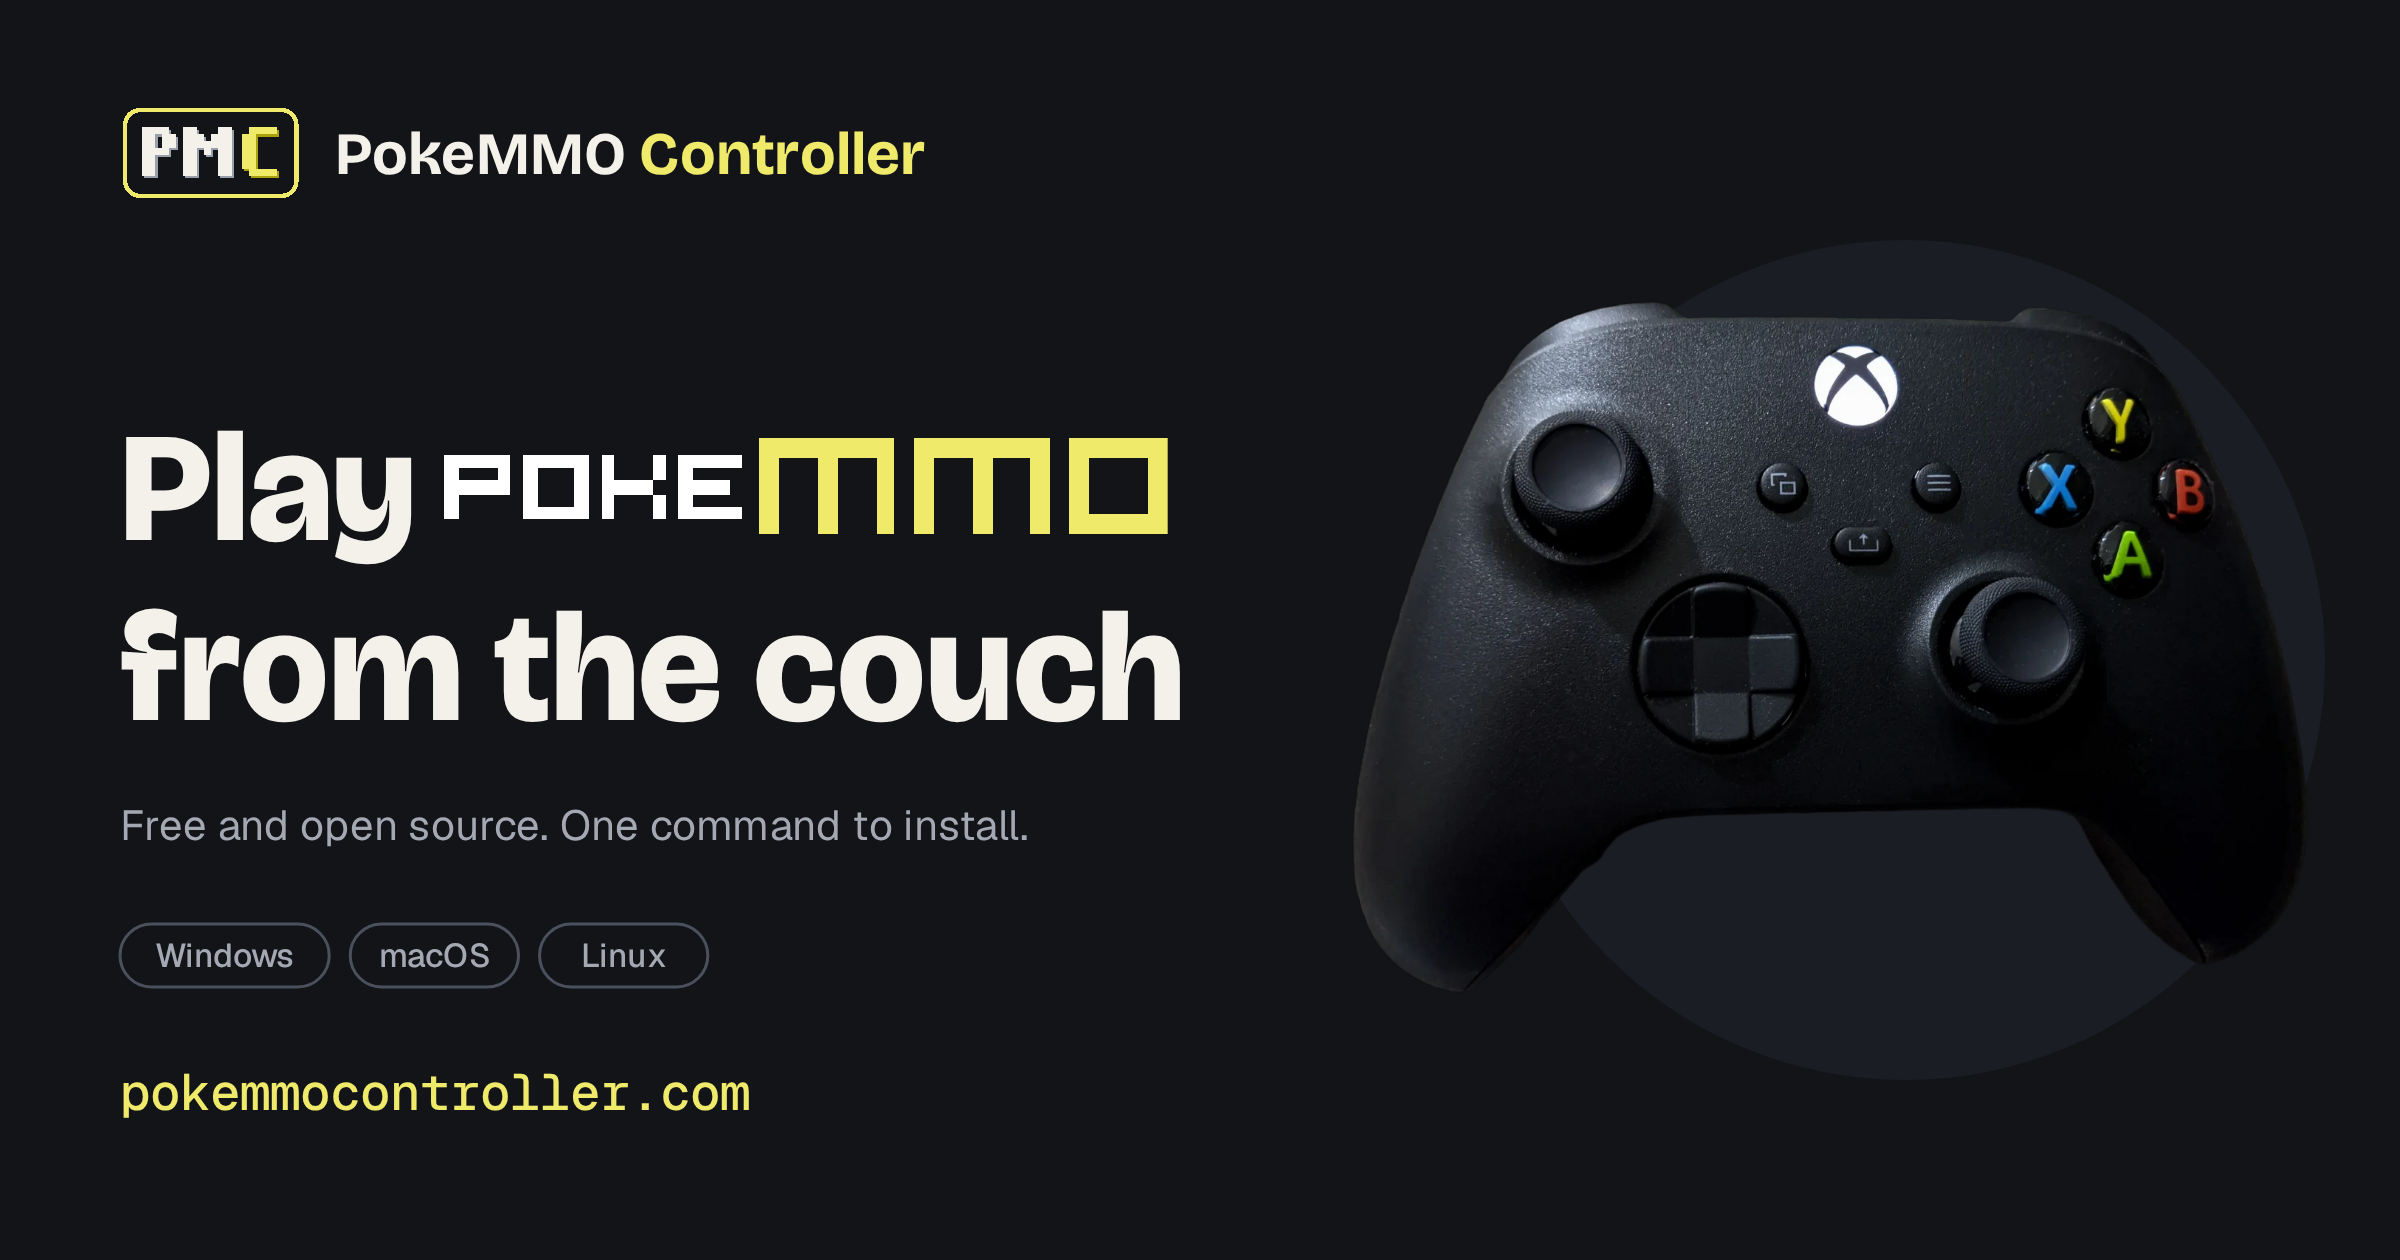 PMC PokeMMO Controller
Play POKEMMO
from the couch
Free and open source. One command to install.
Windows macOS Linux
pokemmocontroller.com
Y
X B
A